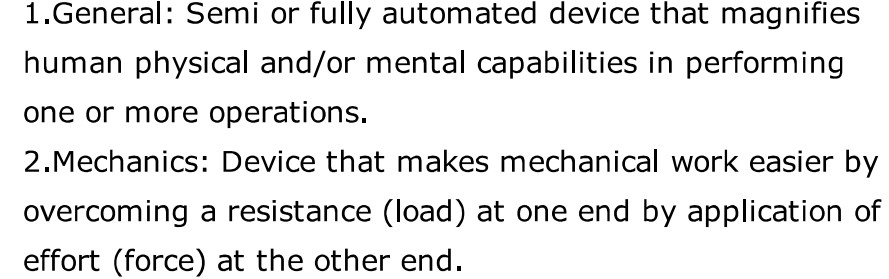 1.General: Semi or fully automated device that magnifies
human physical and/or mental capabilities in performing
one or more operations.
2.Mechanics: Device that makes mechanical work easier by
overcoming a resistance (load) at one end by application of
effort (force) at the other end.